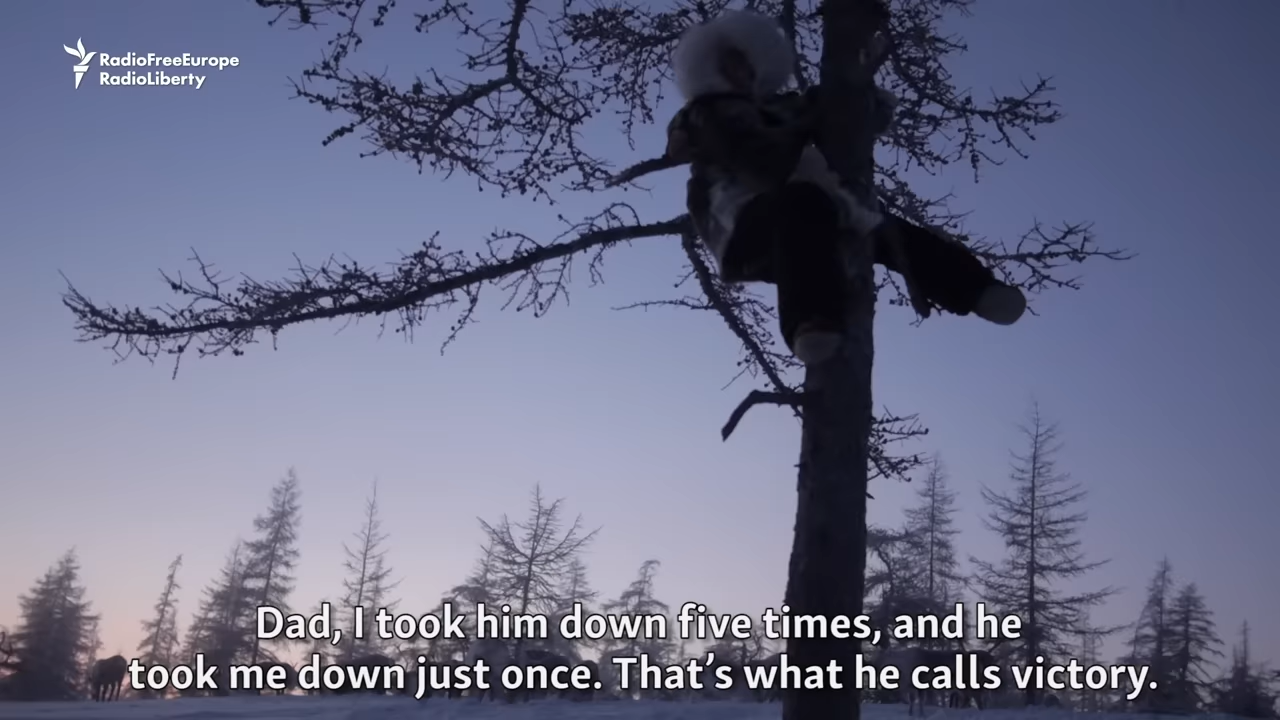 RadioFreeEurope
RadioLiberty
Dad, I took him down five times, and he
took me down just once. That’s what he calls victory.